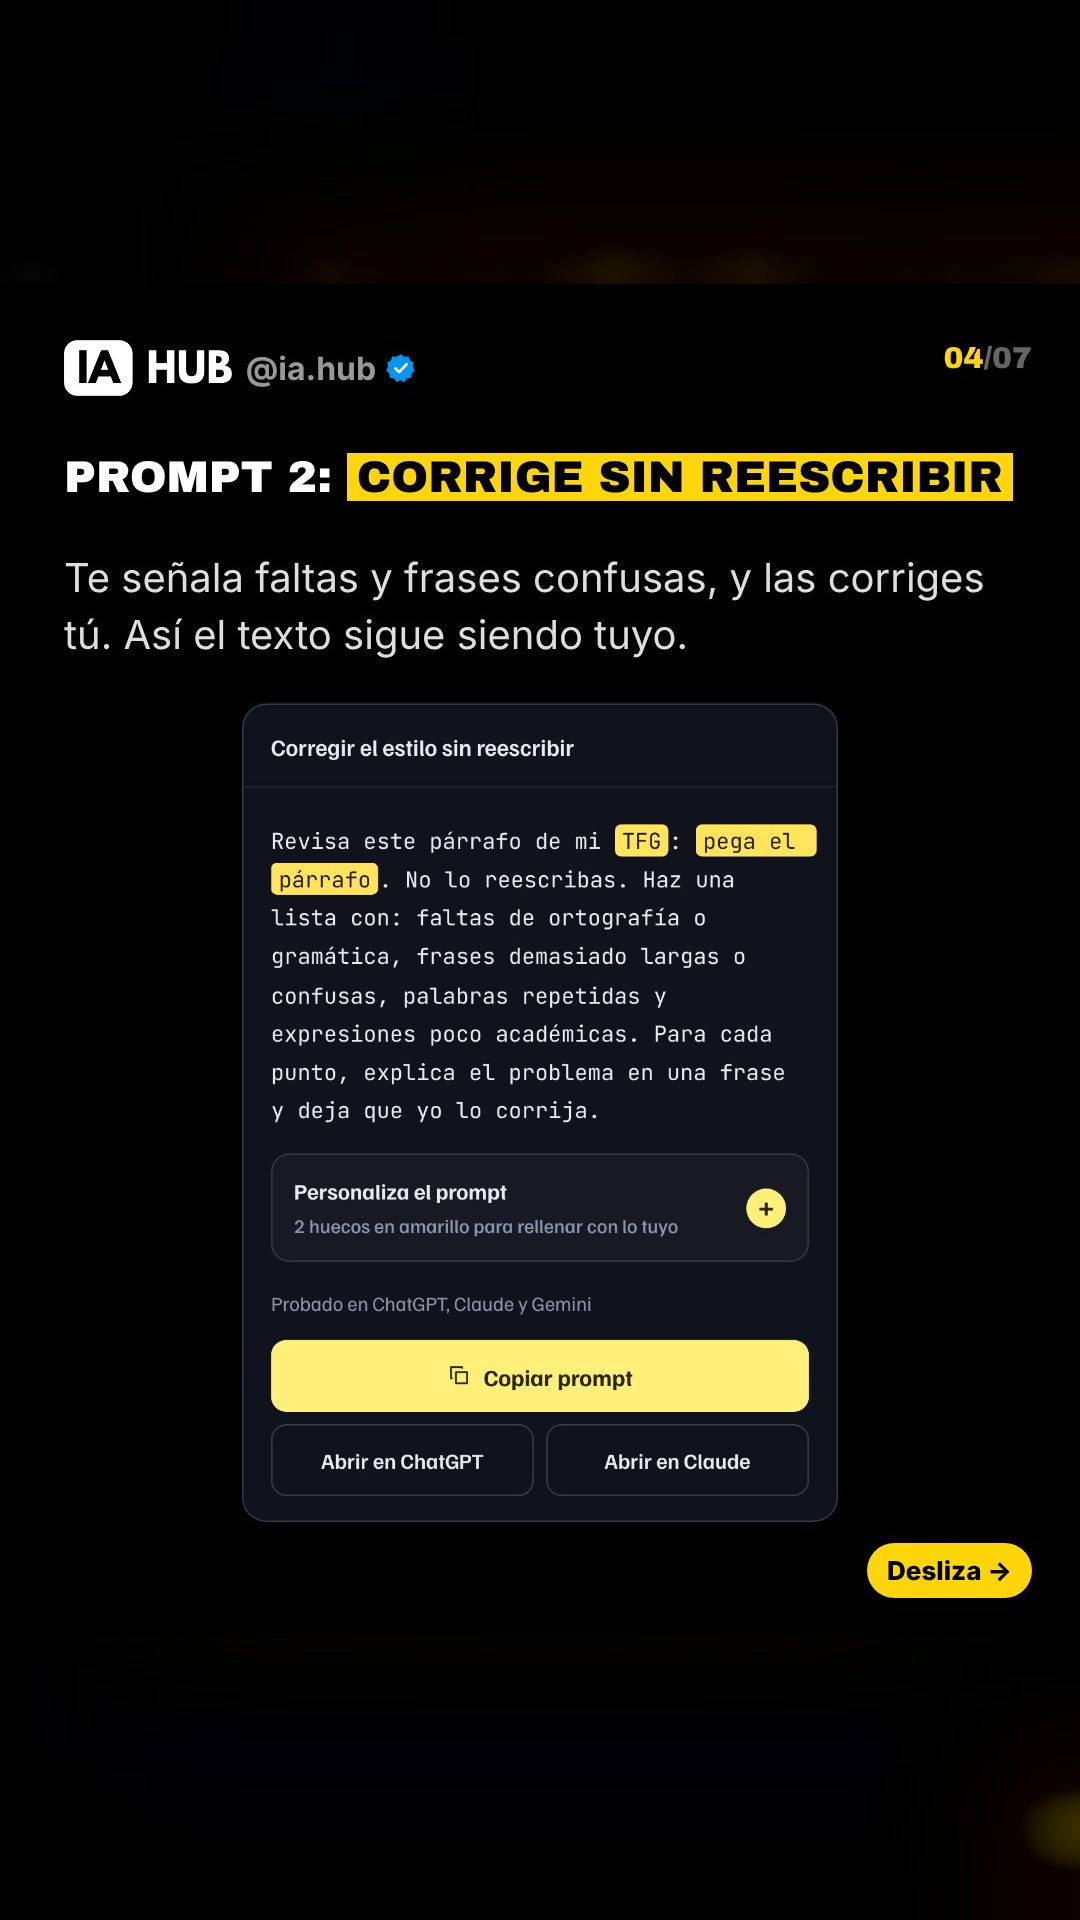 IA HUB @ia.hub
04/07
PROMPT 2: CORRIGE SIN REESCRIBIR
Te señala faltas y frases confusas, y las corriges
tú. Así el texto sigue siendo tuyo.
Corregir el estilo sin reescribir
Revisa este párrafo de mi TFG: pega el
párrafo. No lo reescribas. Haz una
lista con: faltas de ortografía o
gramática, frases demasiado largas o
confusas, palabras repetidas y
expresiones poco académicas. Para cada
punto, explica el problema en una frase
y deja que yo lo corrija.
Personaliza el prompt
2 huecos en amarillo para rellenar con lo tuyo
+
Probado en ChatGPT, Claude y Gemini
Copiar prompt
Abrir en ChatGPT
Abrir en Claude
Desliza →